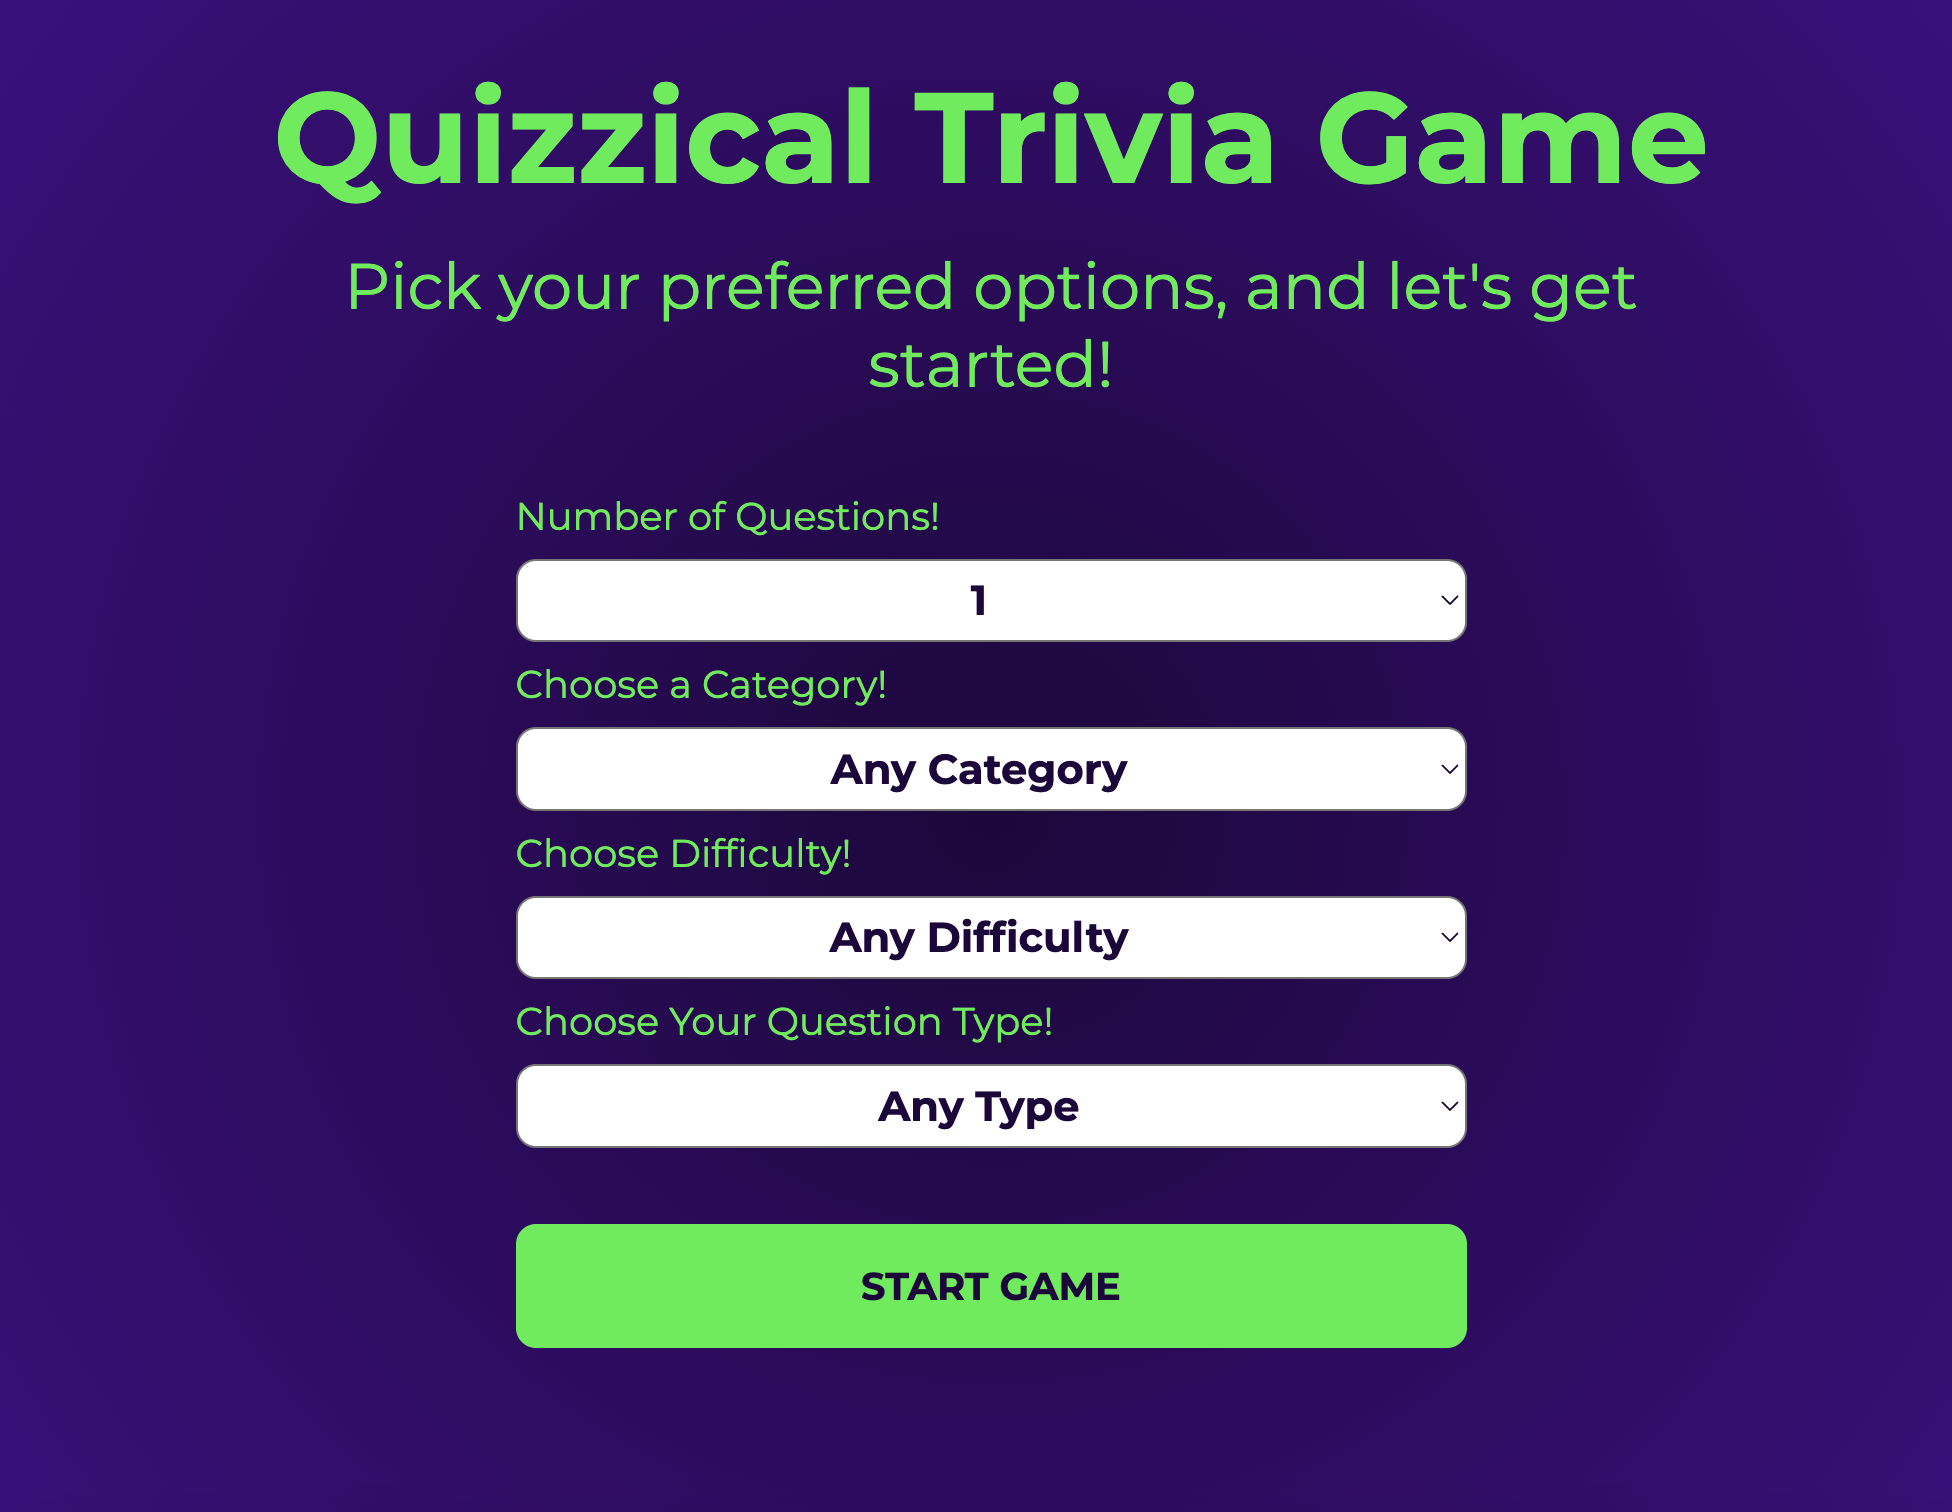 Quizzical Trivia Game
Pick your preferred options, and let's get
started!
Number of Questions!
1
Choose a Category!
Any Category
Choose Difficulty!
Any Difficulty
Choose Your Question Type!
Any Type
START GAME